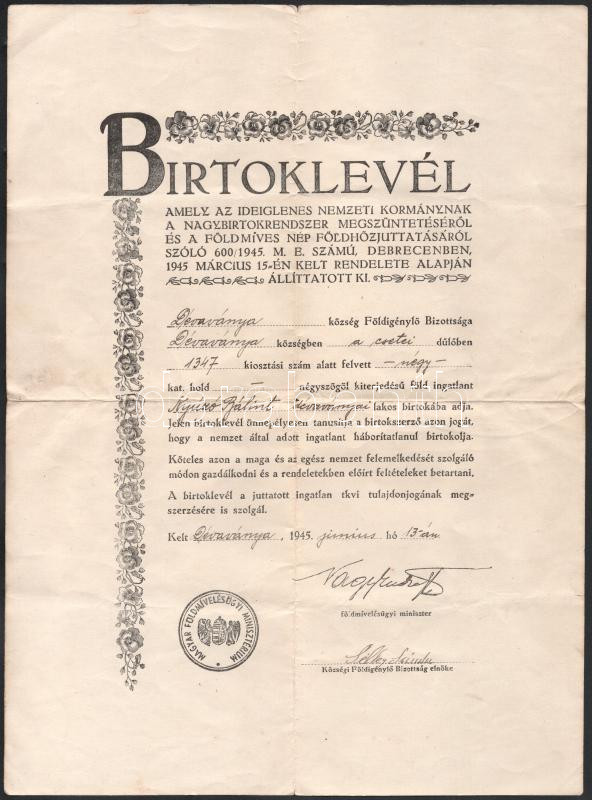 BIRTOKLEVÉL
AMELY AZ IDEIGLENES NEMZETI KORMÁNYNAK
A NAGYBIRTOKRENDSZER MEGSZÜNTETÉSÉRŐL
ÉS A FÖLDMÍVES NÉP FÖLDHÖZJUTTATÁSÁRÓL
SZÓLÓ 600/1945. M. E. SZÁMÚ, DEBRECENBEN,
1945 MÁRCIUS 15-ÉN KELT RENDELETE ALAPJÁN
ÁLLÍTTATOTT KI.
Dévaványa község Földigénylő Bizottsága
Dévaványa községben a csetei dűlőben
1347 kiosztási szám alatt felvett – négy –
kat. hold — négyszögöl kiterjedésű föld ingatlant
Bálint dévaványai lakos birtokába adja.
Jelen birtoklevél ünnepélyesen tanusítja a birtokszerző azon jogát,
hogy a nemzet által adott ingatlant háborítatlanul birtokolja.
Köteles azon a maga és az egész nemzet felemelkedését szolgáló
módon gazdálkodni és a rendeletekben előírt feltételeket betartani.
A birtoklevél a juttatott ingatlan tkvi tulajdonjogának meg-
szerzésére is szolgál.
Kelt Dévaványa, 1945. junius hó 13-án
földmívelésügyi miniszter
MAGYAR FÖLDMÍVELÉSÜGYI MINISZTÉRIUM
Községi Földigénylő Bizottság elnöke